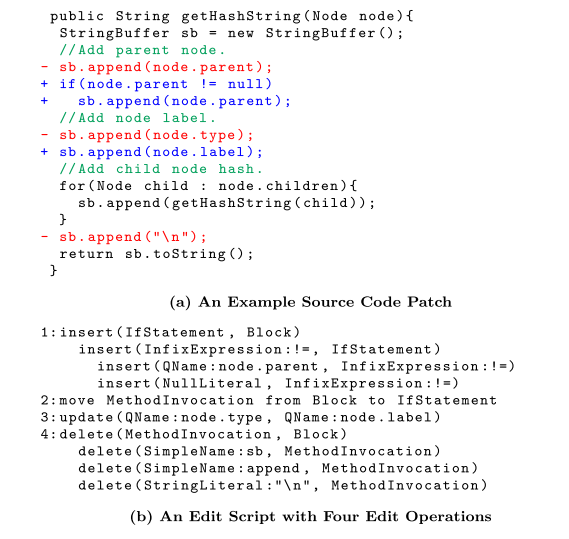 public String getHashString(Node node){
StringBuffer sb = new StringBuffer();
//Add parent node.
- sb.append(node.parent);
+ if(node.parent != null)
+ sb.append(node.parent);
//Add node label.
- sb.append(node.type);
+ sb.append(node.label);
//Add child node hash.
for(Node child : node.children){
sb.append(getHashString(child));
}
- sb.append("\n");
return sb.toString();
}
(a) An Example Source Code Patch
1:insert(IfStatement, Block)
insert(InfixExpression:!=, IfStatement)
insert(QName:node.parent, InfixExpression:!=)
insert(NullLiteral, InfixExpression:!=)
2:move MethodInvocation from Block to IfStatement
3:update(QName:node.type, QName:node.label)
4:delete(MethodInvocation, Block)
delete(SimpleName:sb, MethodInvocation)
delete(SimpleName:append, MethodInvocation)
delete(StringLiteral:"\n", MethodInvocation)
(b) An Edit Script with Four Edit Operations